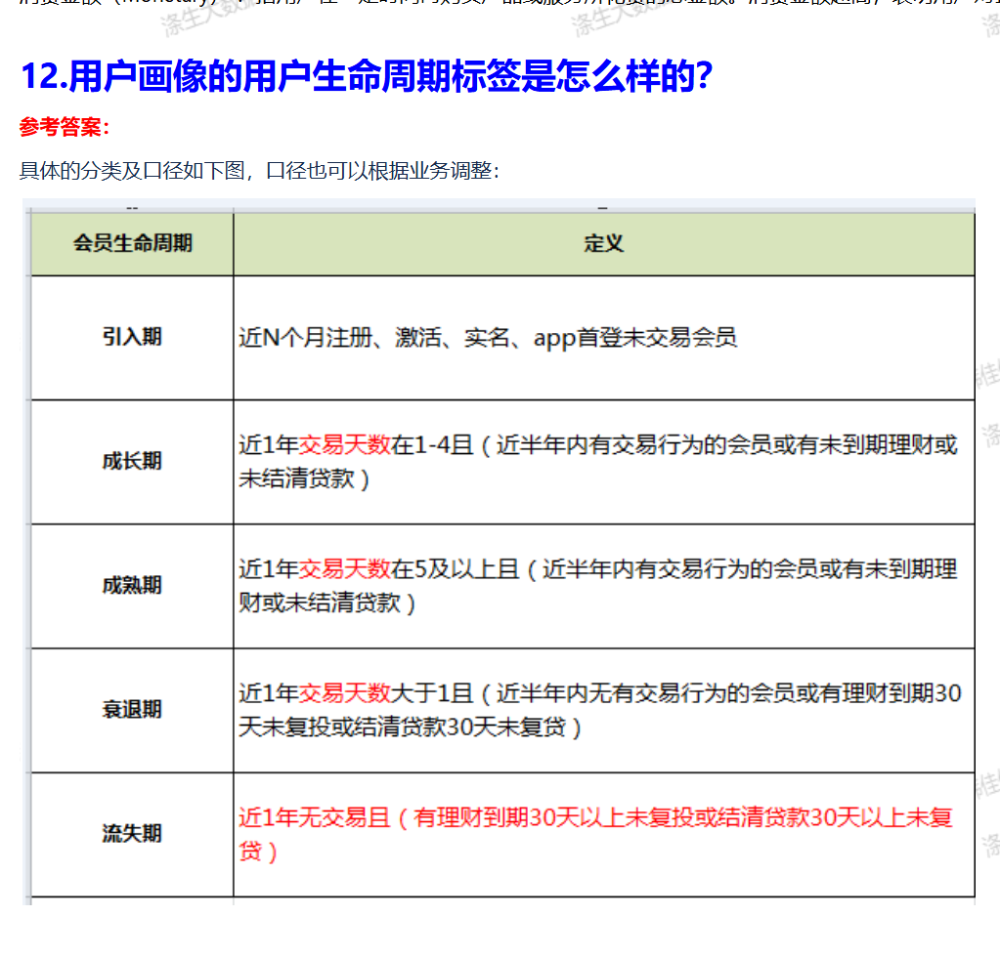 12.用户画像的用户生命周期标签是怎么样的？
参考答案：
具体的分类及口径如下图，口径也可以根据业务调整：
会员生命周期 定义
引入期 近N个月注册、激活、实名、app首登未交易会员
成长期 近1年交易天数在1-4且（近半年内有交易行为的会员或有未到期理财或
未结清贷款）
成熟期 近1年交易天数在5及以上且（近半年内有交易行为的会员或有未到期理
财或未结清贷款）
衰退期 近1年交易天数大于1且（近半年内无有交易行为的会员或有理财到期30
天未复投或结清贷款30天未复贷）
流失期 近1年无交易且（有理财到期30天以上未复投或结清贷款30天以上未复
贷）